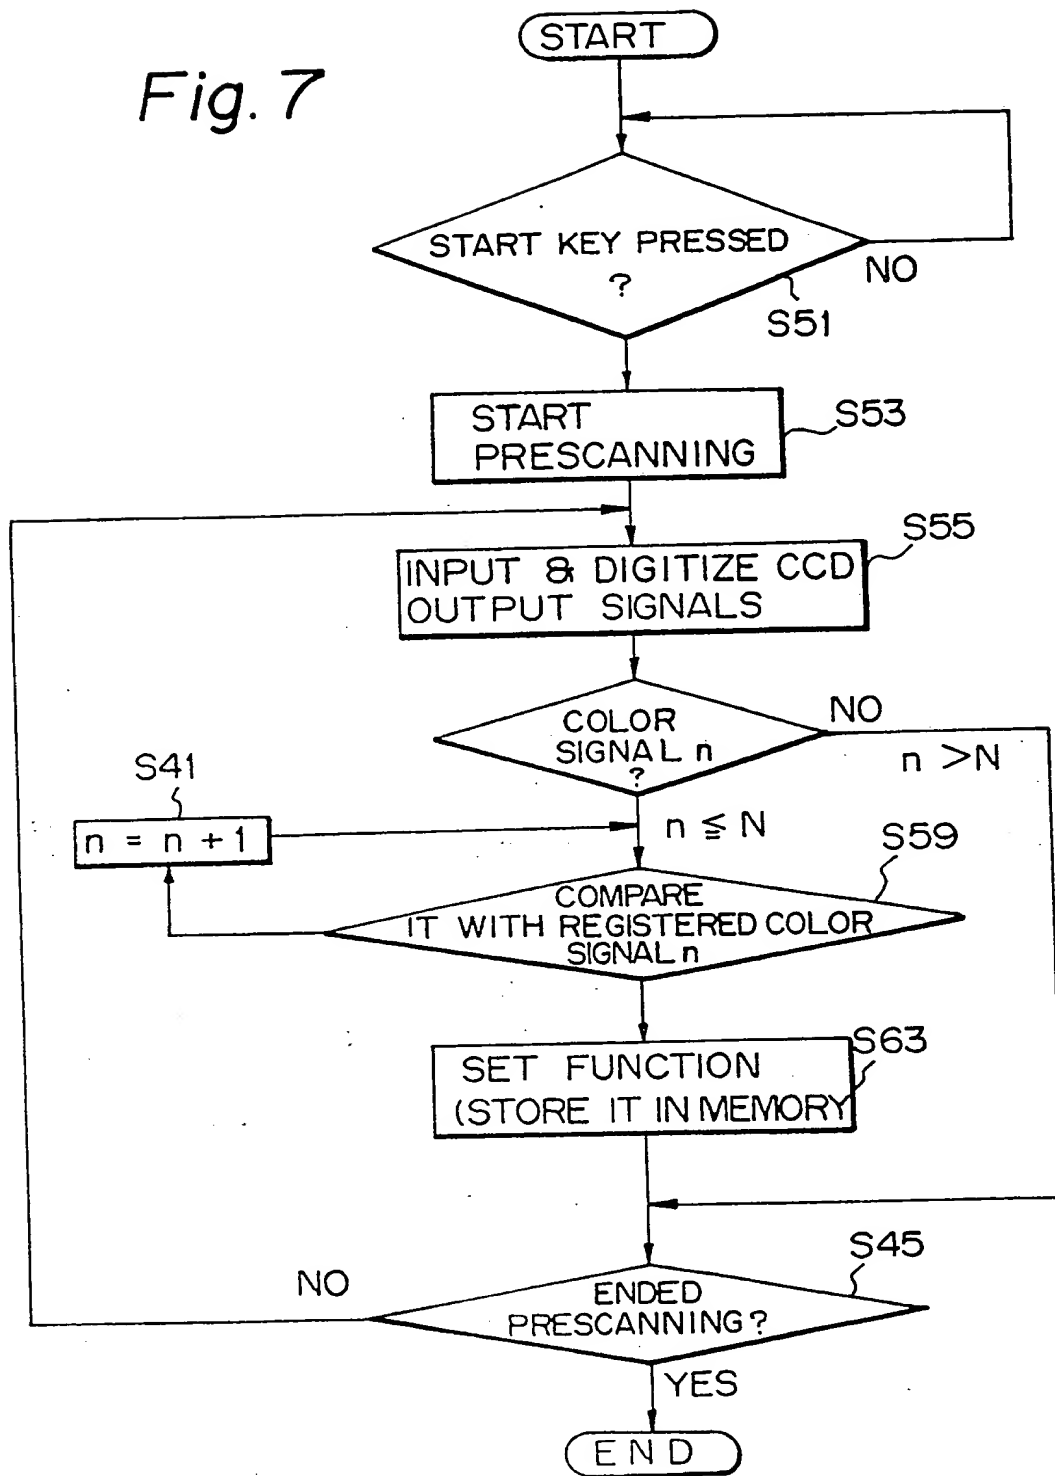 Fig. 7
START
START KEY PRESSED
?
NO
S51
START
PRESCANNING
S53
S55
INPUT & DIGITIZE CCD
OUTPUT SIGNALS
COLOR
SIGNAL n
?
NO
n >N
S41
n = n + 1
n ≦ N
S59
COMPARE
IT WITH REGISTERED COLOR
SIGNAL n
S63
SET FUNCTION
(STORE IT IN MEMORY
S45
NO
ENDED
PRESCANNING?
YES
END